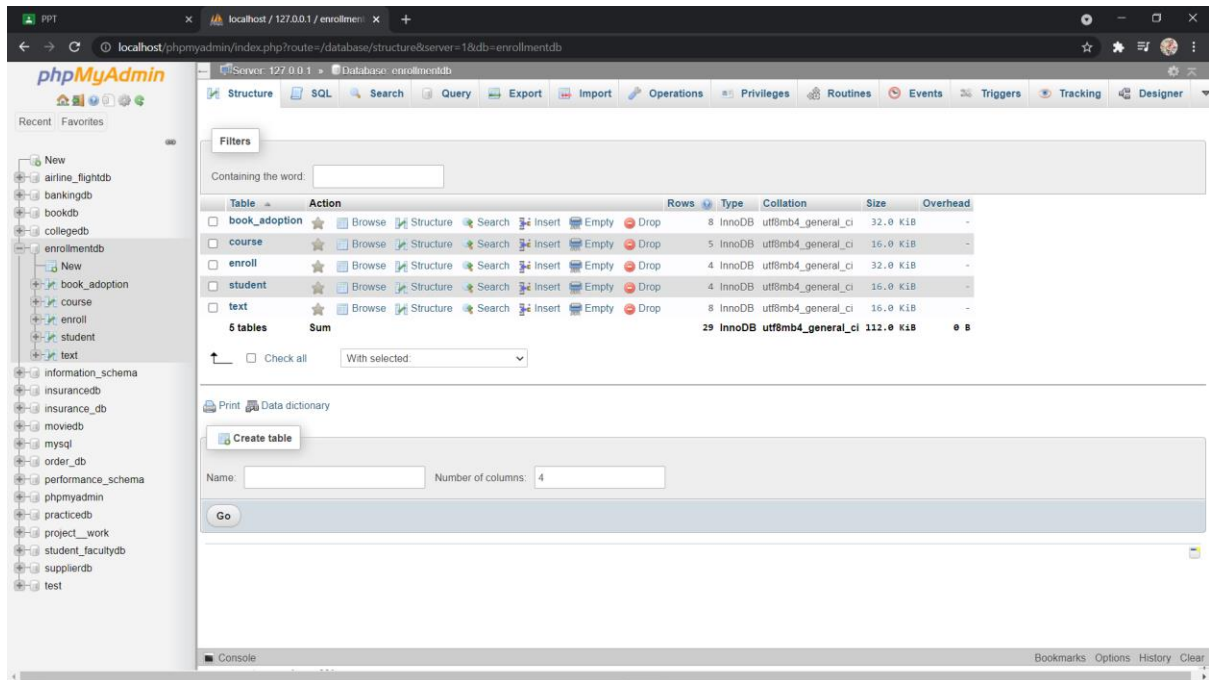 PPT
localhost / 127.0.0.1 / enrollmen
localhost/phpmyadmin/index.php?route=/database/structure&server=1&db=enrollmentdb
phpMyAdmin
Recent Favorites
New
airline_flightdb
bankingdb
bookdb
collegedb
enrollmentdb
New
book_adoption
course
enroll
student
text
information_schema
insurancedb
insurance_db
moviedb
mysql
order_db
performance_schema
phpmyadmin
practicedb
project__work
student_facultydb
supplierdb
test
Server: 127.0.0.1 » Database: enrollmentdb
Structure SQL Search Query Export Import Operations Privileges Routines Events Triggers Tracking Designer
Filters
Containing the word:
Table Action Rows Type Collation Size Overhead
book_adoption Browse Structure Search Insert Empty Drop 8 InnoDB utf8mb4_general_ci 32.0 KiB -
course Browse Structure Search Insert Empty Drop 5 InnoDB utf8mb4_general_ci 16.0 KiB -
enroll Browse Structure Search Insert Empty Drop 4 InnoDB utf8mb4_general_ci 32.0 KiB -
student Browse Structure Search Insert Empty Drop 4 InnoDB utf8mb4_general_ci 16.0 KiB -
text Browse Structure Search Insert Empty Drop 8 InnoDB utf8mb4_general_ci 16.0 KiB -
5 tables Sum 29 InnoDB utf8mb4_general_ci 112.0 KiB 0 B
Check all With selected:
Print Data dictionary
Create table
Name: Number of columns: 4
Go
Console Bookmarks Options History Clear